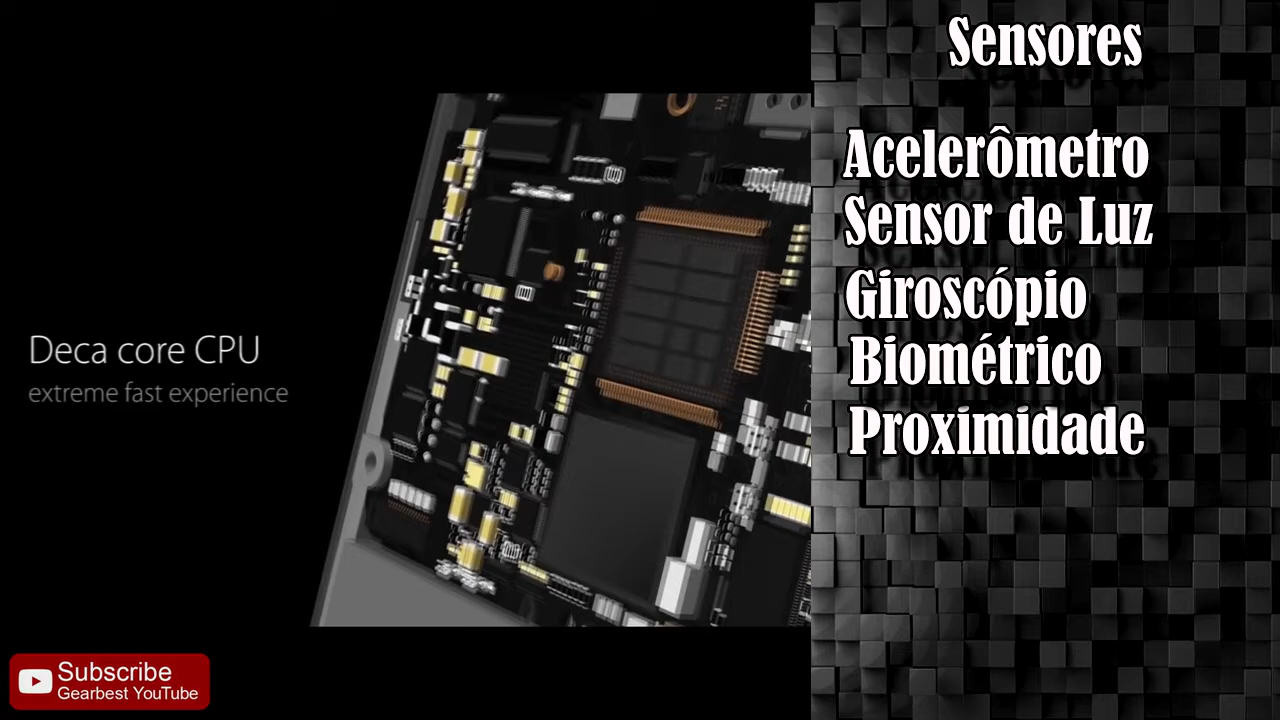 Deca core CPU
extreme fast experience
Subscribe
Gearbest YouTube
Sensores
Acelerômetro
Sensor de Luz
Giroscópio
Biométrico
Proximidade